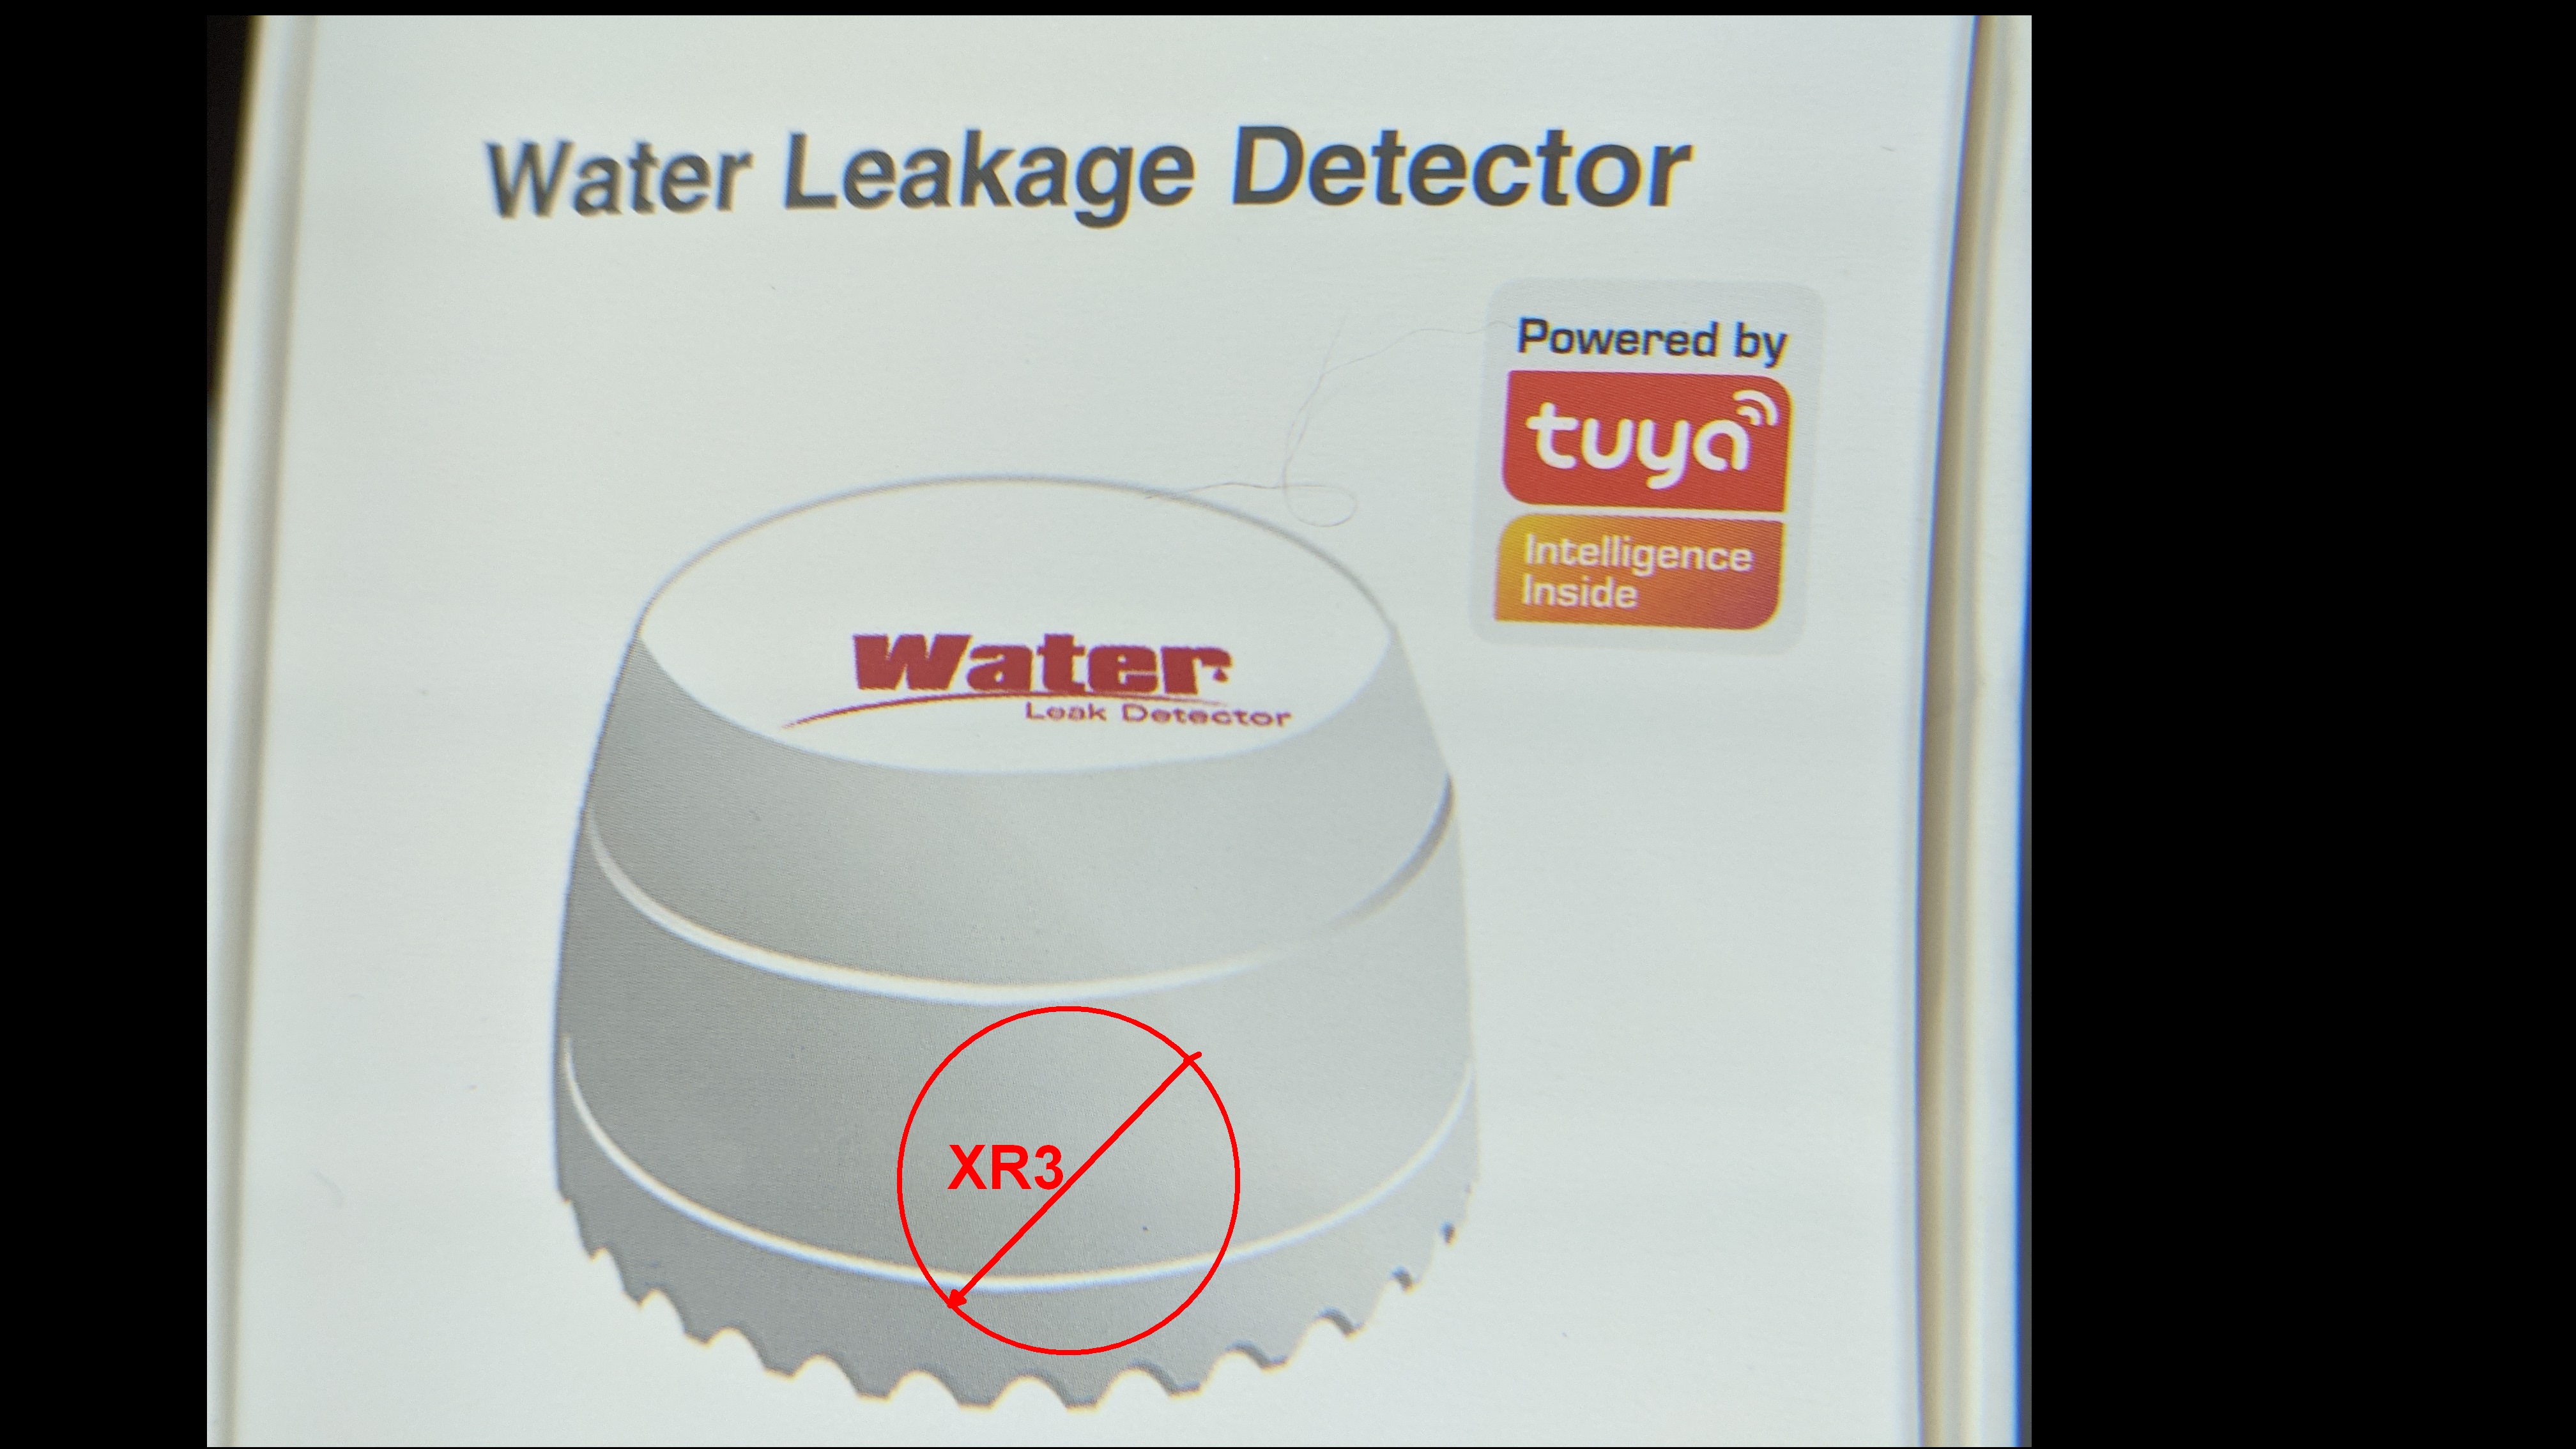 Water Leakage Detector
Powered by
tuya
Intelligence
Inside
Water
Leak Detector
XR3